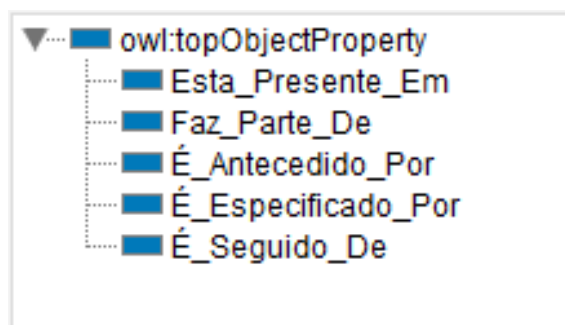 owl:topObjectProperty
Esta_Presente_Em
Faz_Parte_De
É_Antecedido_Por
É_Especificado_Por
É_Seguido_De